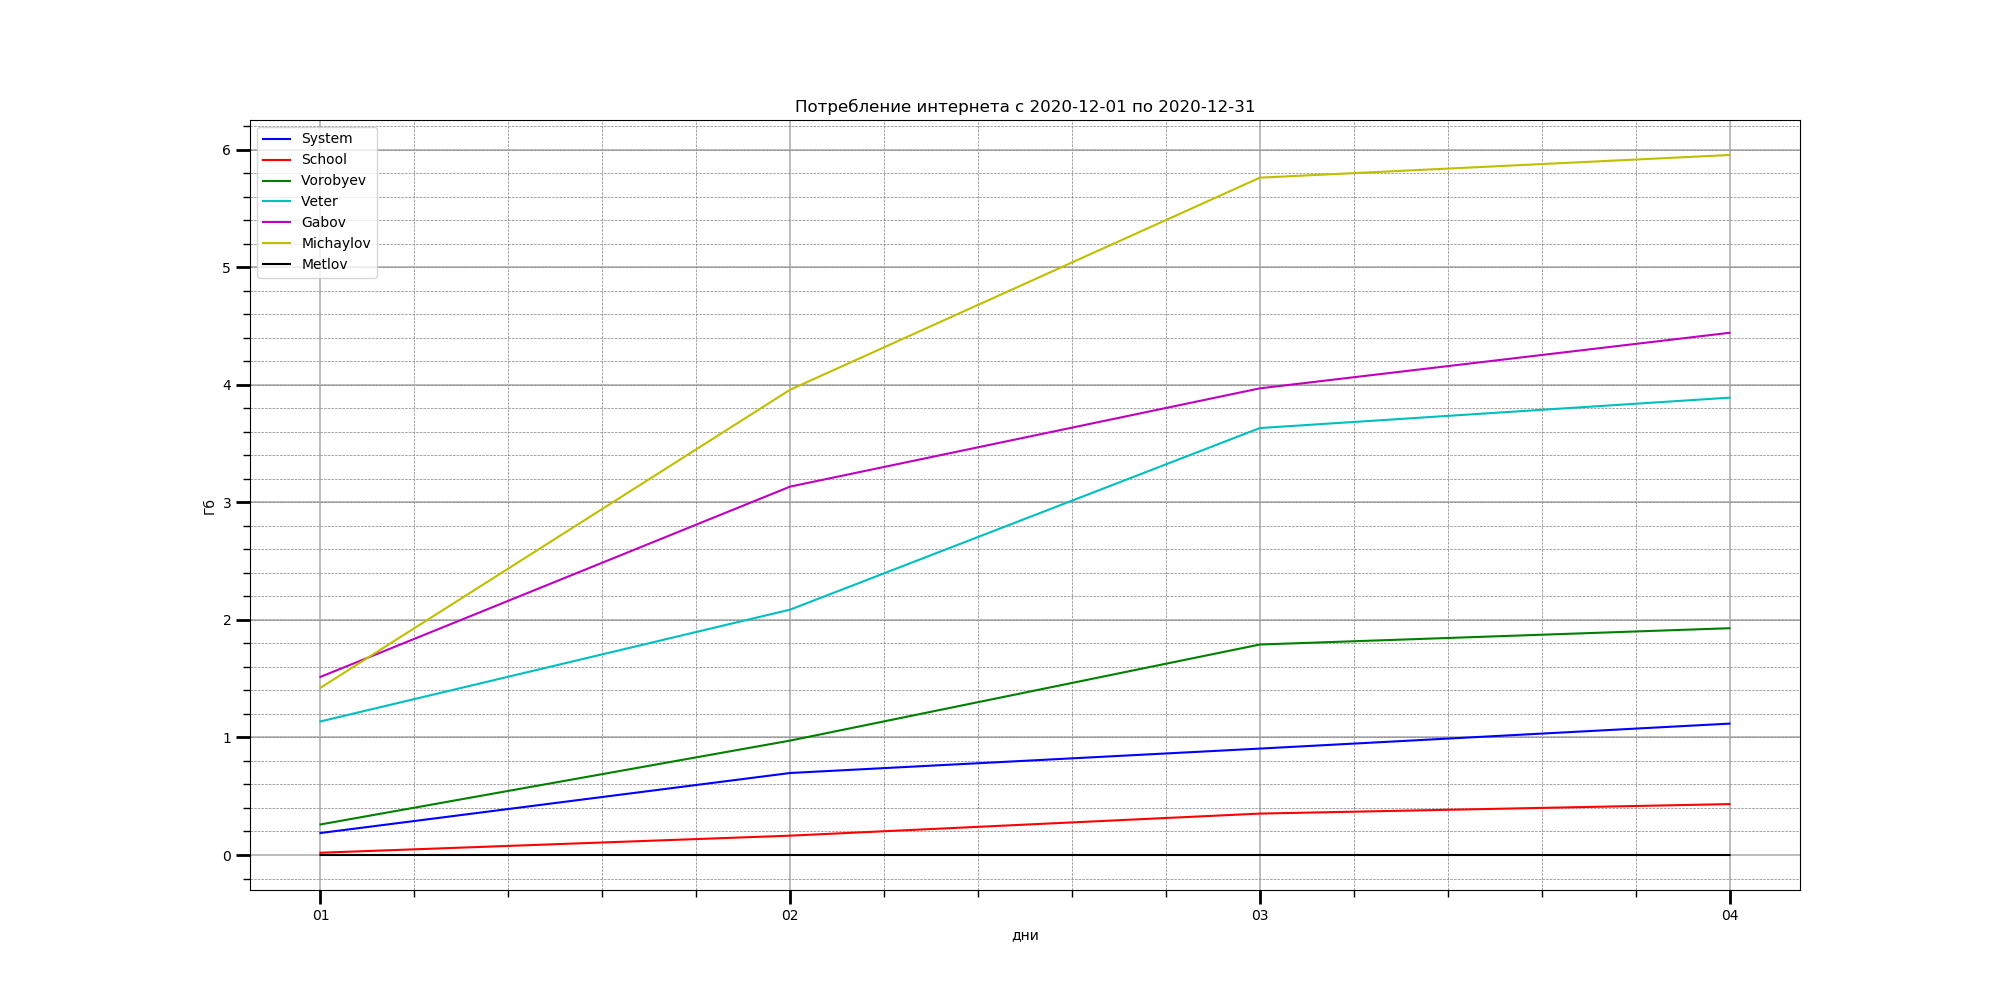 Потребление интернета с 2020-12-01 по 2020-12-31
System
School
Vorobyev
Veter
Gabov
Michaylov
Metlov
6
5
4
3
2
1
0
Гб
01 02 03 04
дни